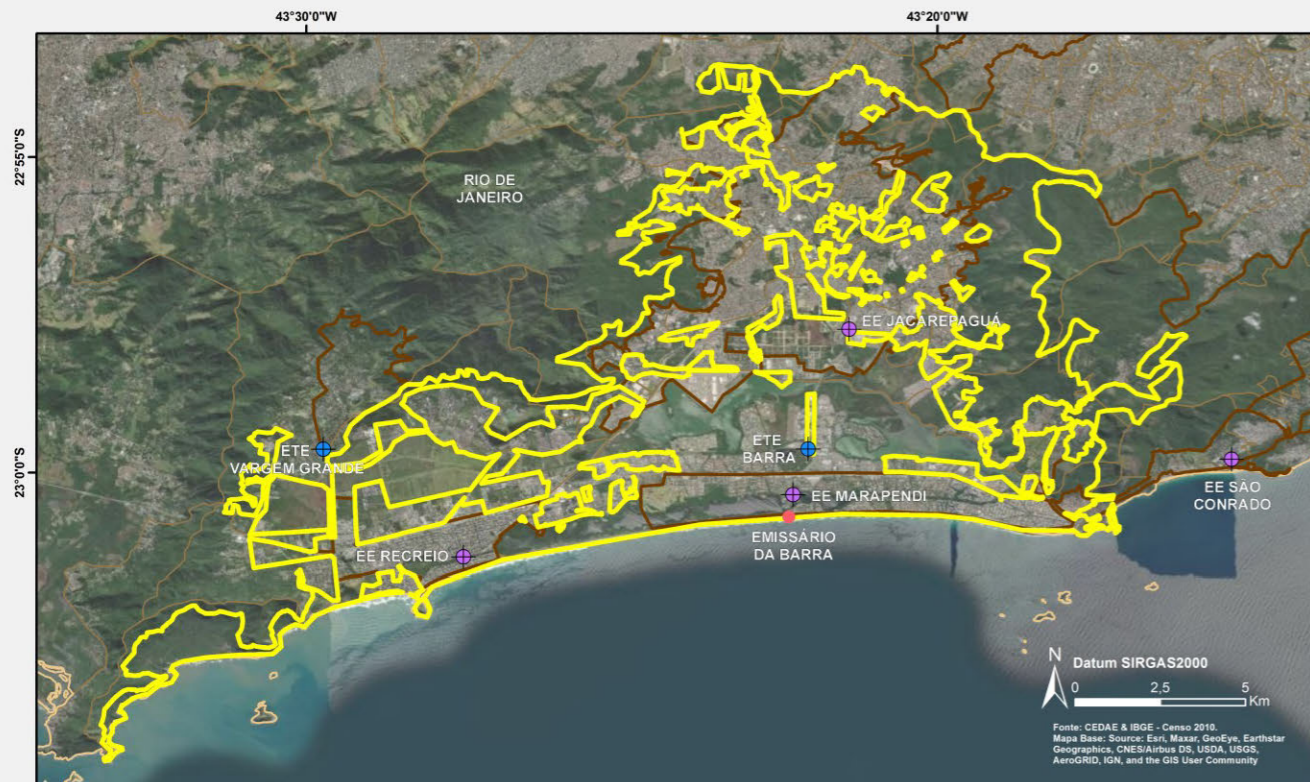 43°30'0"W
43°20'0"W
22°55'0"S
23°0'0"S
RIO DE
JANEIRO
EE JACAREPAGUÁ
ETE
VARGEM GRANDE
ETE
BARRA
EE MARAPENDI
EE SÃO
CONRADO
EE RECREIO
EMISSÁRIO
DA BARRA
N
Datum SIRGAS2000
0 2,5 5
Km
Fonte: CEDAE & IBGE - Censo 2010.
Mapa Base: Source: Esri, Maxar, GeoEye, Earthstar
Geographics, CNES/Airbus DS, USDA, USGS,
AeroGRID, IGN, and the GIS User Community